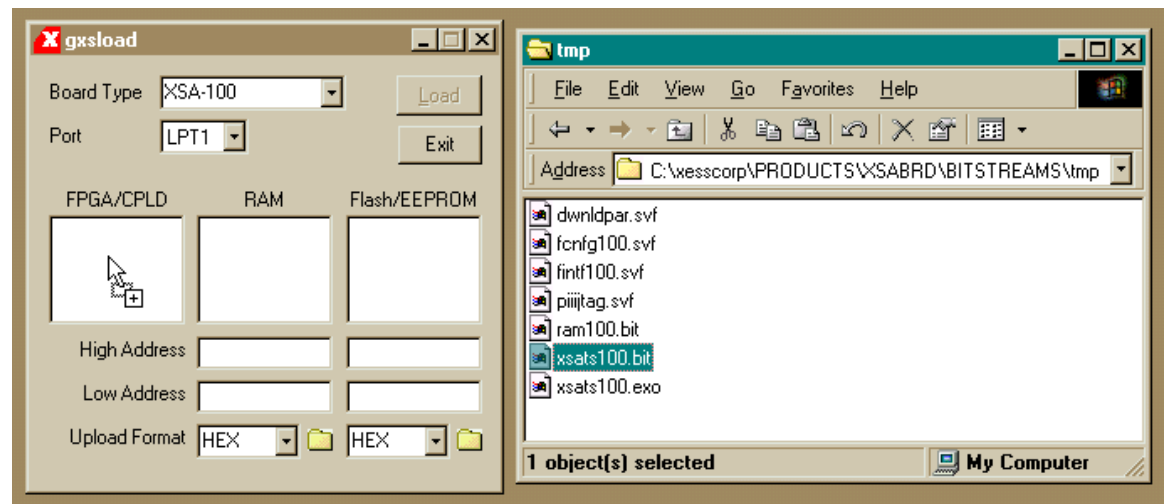 gxsload
Board Type XSA-100 Load
Port LPT1 Exit
FPGA/CPLD RAM Flash/EEPROM
High Address
Low Address
Upload Format HEX HEX
tmp
File Edit View Go Favorites Help
Address C:\xesscorp\PRODUCTS\XSABRD\BITSTREAMS\tmp
dwnldpar.svf
fcnfg100.svf
fintf100.svf
piiijtag.svf
ram100.bit
xsats100.bit
xsats100.exo
1 object(s) selected My Computer